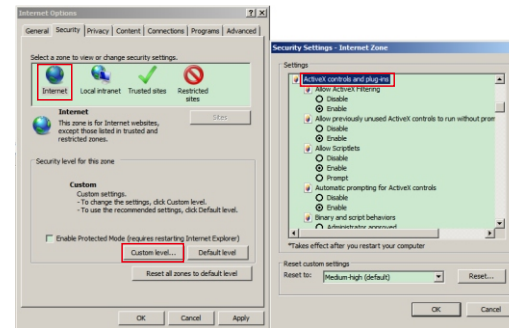 Internet Options
? X
General Security Privacy Content Connections Programs Advanced
Select a zone to view or change security settings.
Internet Local intranet Trusted sites Restricted sites
Internet
This zone is for Internet websites,
except those listed in trusted and
restricted zones.
Sites
Security level for this zone
Custom
Custom settings.
- To change the settings, click Custom level.
- To use the recommended settings, click Default level.
Enable Protected Mode (requires restarting Internet Explorer)
Custom level... Default level
Reset all zones to default level
OK Cancel Apply
Security Settings - Internet Zone
Settings
ActiveX controls and plug-ins
Allow ActiveX Filtering
Disable
Enable
Allow previously unused ActiveX controls to run without prom
Disable
Enable
Allow Scriptlets
Disable
Enable
Prompt
Automatic prompting for ActiveX controls
Disable
Enable
Binary and script behaviors
Administrator approved
*Takes effect after you restart your computer
Reset custom settings
Reset to: Medium-high (default) Reset...
OK Cancel